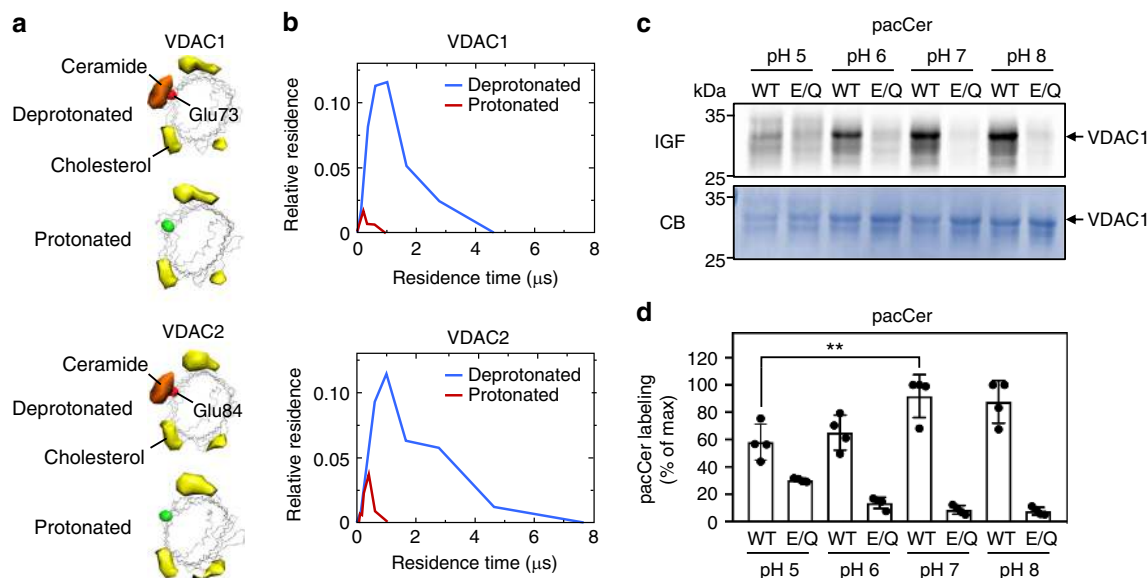 a
VDAC1
Ceramide
Deprotonated
Glu73
Cholesterol
Protonated
VDAC2
Ceramide
Deprotonated
Glu84
Cholesterol
Protonated
b
VDAC1
Deprotonated
Protonated
Relative residence
0.10
0.05
0
0 2 4 6 8
Residence time (μs)
VDAC2
Deprotonated
Protonated
Relative residence
0.10
0.05
0
0 2 4 6 8
Residence time (μs)
c
pacCer
pH 5 pH 6 pH 7 pH 8
kDa WT E/Q WT E/Q WT E/Q WT E/Q
35
IGF
VDAC1
25
35
CB
VDAC1
25
d
pacCer
**
pacCer labeling
(% of max)
120
100
80
60
40
20
0
WT E/Q WT E/Q WT E/Q WT E/Q
pH 5 pH 6 pH 7 pH 8